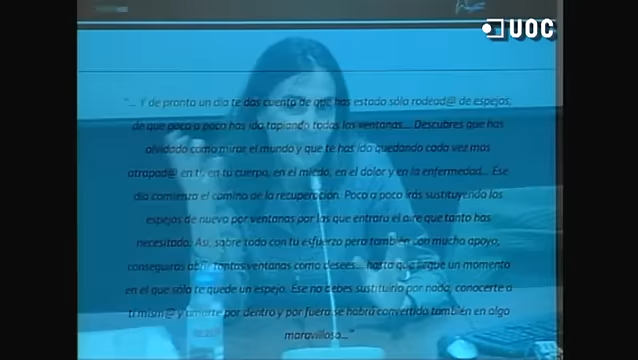 UOC
"... Y de pronto un día te das cuenta de que has estado sólo rodead@ de espejos,
de que poco a poco has ido tapiando todas las ventanas... Descubres que has
olvidado como mirar el mundo y que te has ido quedando cada vez mas
atrapad@ en ti, en tu cuerpo, en el miedo, en el dolor y en la enfermedad... Ese
día comienza el camino de la recuperación. Poco a poco irás sustituyendo los
espejos de nuevo por ventanas por las que entrara el aire que tanto has
necesitado. Así, sobre todo con tu esfuerzo pero también con mucho apoyo,
conseguirás abrir tantas ventanas como desees... hasta que llegue un momento
en el que sólo te quede un espejo. Ese no debes sustituirlo por nada, conocerte a
ti mism@ y amarte por dentro y por fuera se habrá convertido también en algo
maravilloso..."